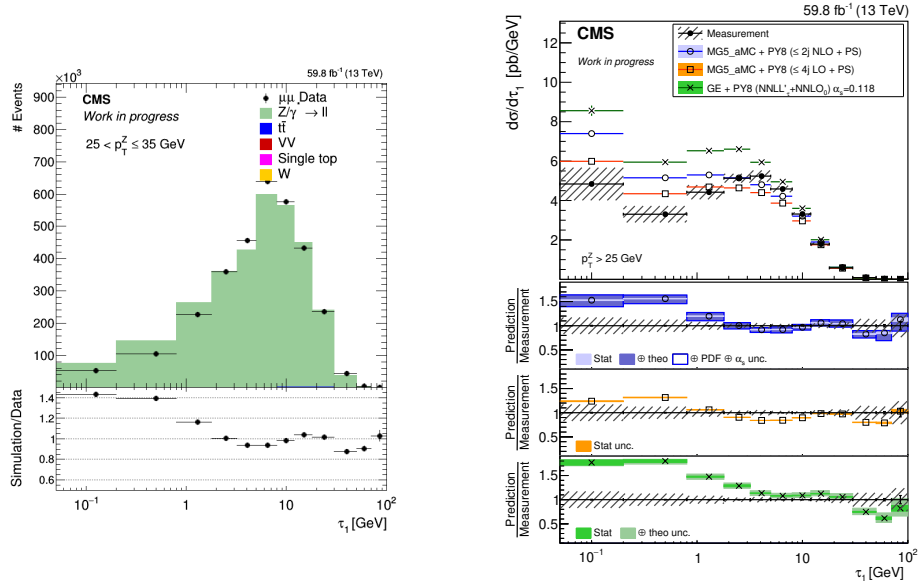 59.8 fb⁻¹ (13 TeV)
×10³
# Events
900
800
700
600
500
400
300
200
100
CMS
Work in progress
25 < p_T^Z ≤ 35 GeV
μμ Data
Z/γ* → ll
tt̄
VV
Single top
W
Simulation/Data
1.4
1.2
1
0.8
0.6
10⁻¹ 1 10 10²
τ₁ [GeV]
59.8 fb⁻¹ (13 TeV)
dσ/dτ₁ [pb/GeV]
12
10
8
6
4
2
CMS
Work in progress
Measurement
MG5_aMC + PY8 (≤ 2j NLO + PS)
MG5_aMC + PY8 (≤ 4j LO + PS)
GE + PY8 (NNLL'_τ+NNLO₀) α_s=0.118
p_T^Z > 25 GeV
Prediction
Measurement
1.5
1
0.5
Stat ⊕ theo ⊕ PDF ⊕ α_s unc.
Prediction
Measurement
1.5
1
0.5
Stat unc.
Prediction
Measurement
1.5
1
0.5
Stat ⊕ theo unc.
10⁻¹ 1 10 10²
τ₁ [GeV]